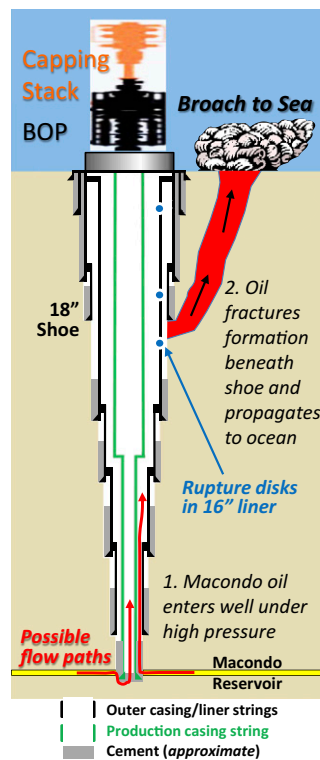 Capping
Stack
BOP
Broach to Sea
18”
Shoe
2. Oil
fractures
formation
beneath
shoe and
propagates
to ocean
Rupture disks
in 16” liner
1. Macondo oil
enters well under
high pressure
Possible
flow paths
Macondo
Reservoir
Outer casing/liner strings
Production casing string
Cement (approximate)